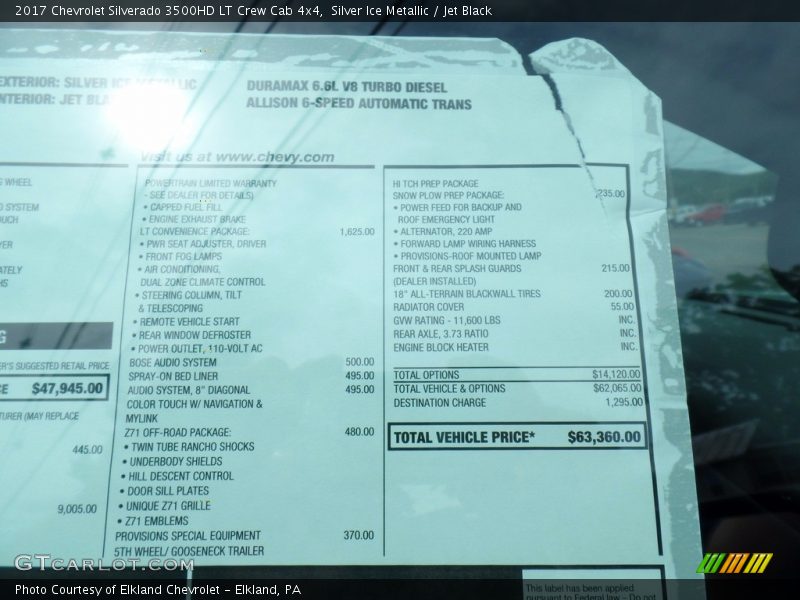 2017 Chevrolet Silverado 3500HD LT Crew Cab 4x4,  Silver Ice Metallic / Jet Black
EXTERIOR: SILVER ICE METALLIC
INTERIOR: JET BLA
DURAMAX 6.6L V8 TURBO DIESEL
ALLISON 6-SPEED AUTOMATIC TRANS
Visit us at www.chevy.com
G WHEEL
SYSTEM
OUCH
YER
ATELY
HS
G
ER'S SUGGESTED RETAIL PRICE
CE $47,945.00
TURER (MAY REPLACE
445.00
9,005.00
POWERTRAIN LIMITED WARRANTY
- SEE DEALER FOR DETAILS)
• CAPPED FUEL FILL
• ENGINE EXHAUST BRAKE
LT CONVENIENCE PACKAGE: 1,625.00
• PWR SEAT ADJUSTER, DRIVER
• FRONT FOG LAMPS
• AIR CONDITIONING,
DUAL ZONE CLIMATE CONTROL
• STEERING COLUMN, TILT
& TELESCOPING
• REMOTE VEHICLE START
• REAR WINDOW DEFROSTER
• POWER OUTLET, 110-VOLT AC
BOSE AUDIO SYSTEM 500.00
SPRAY-ON BED LINER 495.00
AUDIO SYSTEM, 8" DIAGONAL 495.00
COLOR TOUCH W/ NAVIGATION &
MYLINK
Z71 OFF-ROAD PACKAGE: 480.00
• TWIN TUBE RANCHO SHOCKS
• UNDERBODY SHIELDS
• HILL DESCENT CONTROL
• DOOR SILL PLATES
• UNIQUE Z71 GRILLE
• Z71 EMBLEMS
PROVISIONS SPECIAL EQUIPMENT 370.00
5TH WHEEL/ GOOSENECK TRAILER
HITCH PREP PACKAGE
SNOW PLOW PREP PACKAGE: 235.00
• POWER FEED FOR BACKUP AND
ROOF EMERGENCY LIGHT
• ALTERNATOR, 220 AMP
• FORWARD LAMP WIRING HARNESS
• PROVISIONS-ROOF MOUNTED LAMP
FRONT & REAR SPLASH GUARDS 215.00
(DEALER INSTALLED)
18" ALL-TERRAIN BLACKWALL TIRES 200.00
RADIATOR COVER 55.00
GVW RATING - 11,600 LBS INC.
REAR AXLE, 3.73 RATIO INC.
ENGINE BLOCK HEATER INC.
TOTAL OPTIONS $14,120.00
TOTAL VEHICLE & OPTIONS $62,065.00
DESTINATION CHARGE 1,295.00
TOTAL VEHICLE PRICE* $63,360.00
This label has been applied
pursuant to Federal law - Do not
GTCarLot.com
Photo Courtesy of Elkland Chevrolet - Elkland, PA